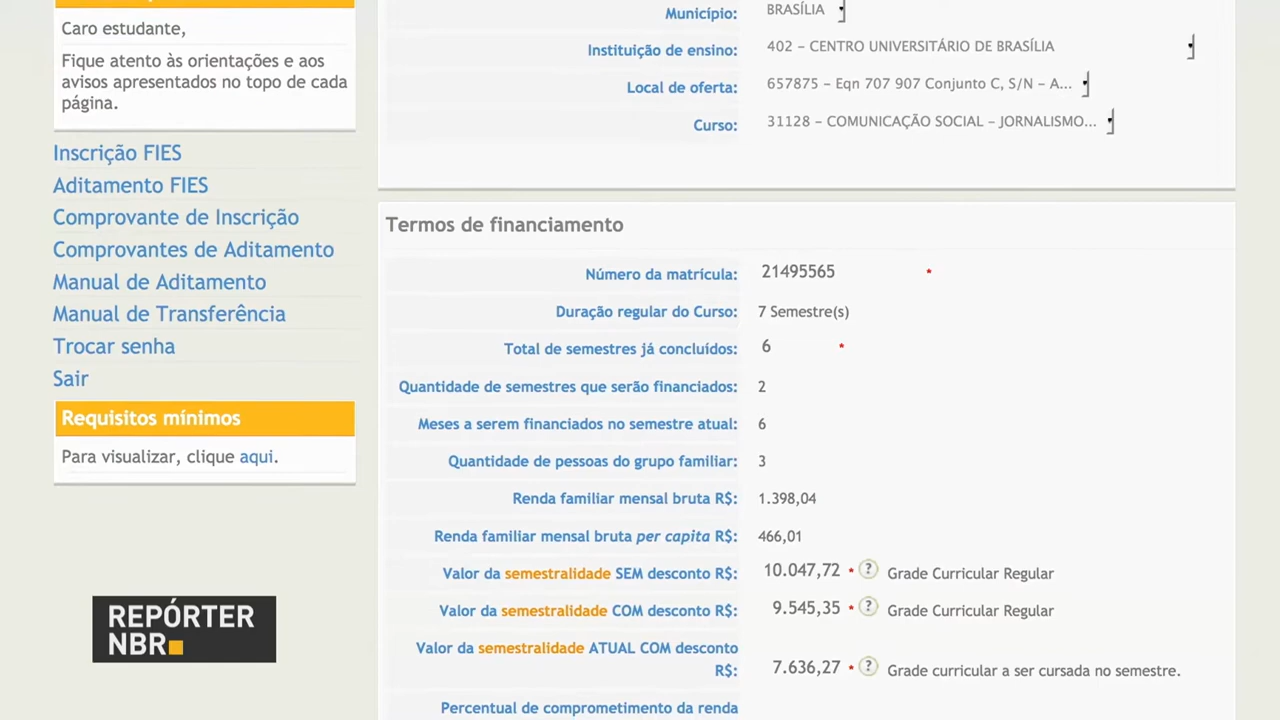 Caro estudante,
Fique atento às orientações e aos
avisos apresentados no topo de cada
página.
Inscrição FIES
Aditamento FIES
Comprovante de Inscrição
Comprovantes de Aditamento
Manual de Aditamento
Manual de Transferência
Trocar senha
Sair
Requisitos mínimos
Para visualizar, clique aqui.
REPÓRTER
NBR
Município: BRASÍLIA
Instituição de ensino: 402 – CENTRO UNIVERSITÁRIO DE BRASÍLIA
Local de oferta: 657875 – Eqn 707 907 Conjunto C, S/N – A...
Curso: 31128 – COMUNICAÇÃO SOCIAL – JORNALISMO...
Termos de financiamento
Número da matrícula: 21495565 *
Duração regular do Curso: 7 Semestre(s)
Total de semestres já concluídos: 6 *
Quantidade de semestres que serão financiados: 2
Meses a serem financiados no semestre atual: 6
Quantidade de pessoas do grupo familiar: 3
Renda familiar mensal bruta R$: 1.398,04
Renda familiar mensal bruta per capita R$: 466,01
Valor da semestralidade SEM desconto R$: 10.047,72 * ? Grade Curricular Regular
Valor da semestralidade COM desconto R$: 9.545,35 * ? Grade Curricular Regular
Valor da semestralidade ATUAL COM desconto
R$: 7.636,27 * ? Grade curricular a ser cursada no semestre.
Percentual de comprometimento da renda